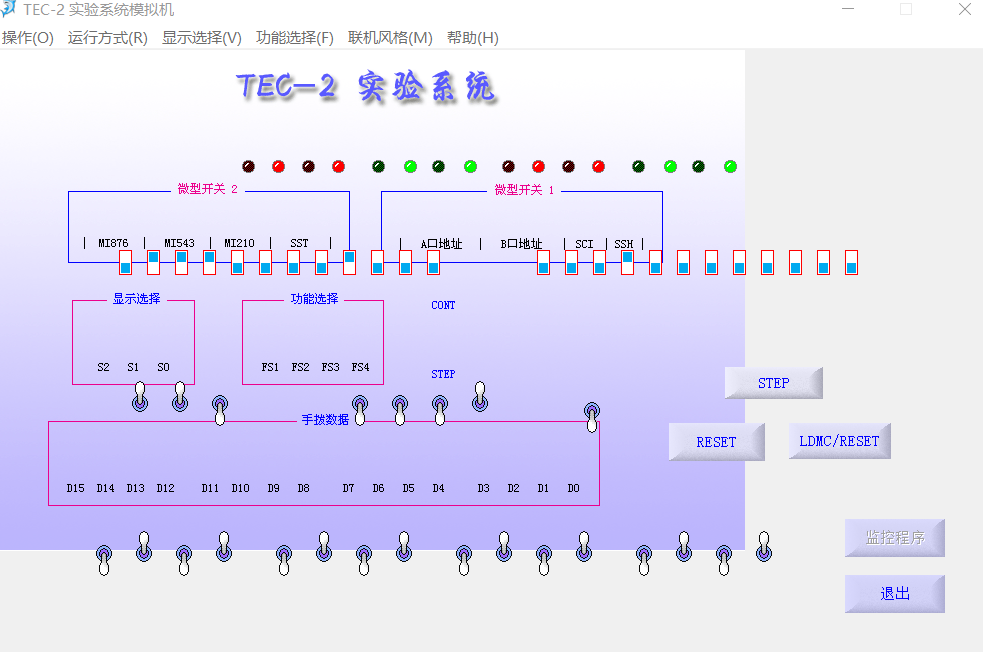 TEC-2 实验系统模拟机
操作(O) 运行方式(R) 显示选择(V) 功能选择(F) 联机风格(M) 帮助(H)
TEC-2 实验系统
微型开关 2 微型开关 1
| MI876 | MI543 | MI210 | SST | | A口地址 | B口地址 | SCI | SSH |
显示选择 功能选择 CONT
S2 S1 S0 FS1 FS2 FS3 FS4 STEP
STEP
手拨数据
RESET LDMC/RESET
D15 D14 D13 D12 D11 D10 D9 D8 D7 D6 D5 D4 D3 D2 D1 D0
监控程序
退出